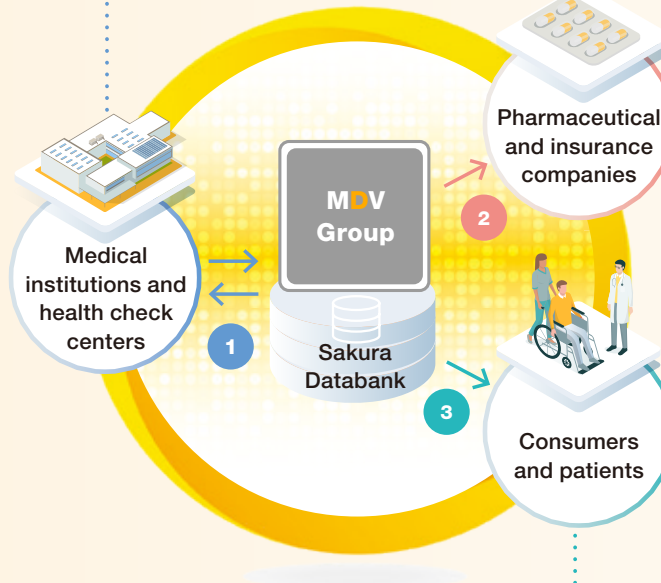 Pharmaceutical
and insurance
companies
MDV
Group
2
Medical
institutions and
health check
centers
1
Sakura
Databank
3
Consumers
and patients